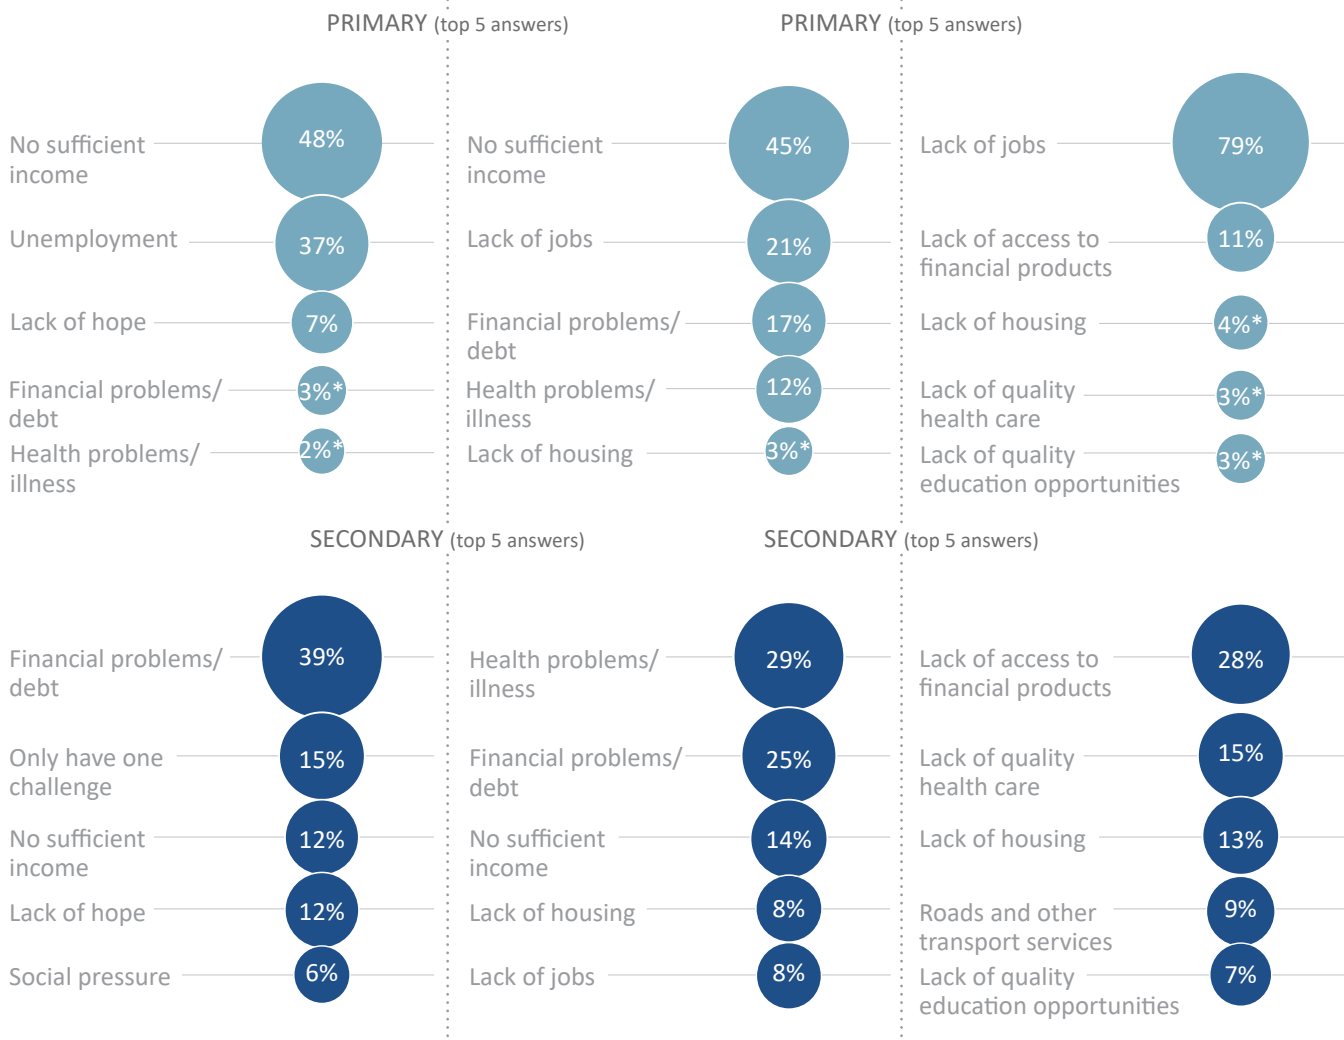 PRIMARY (top 5 answers)
PRIMARY (top 5 answers)
No sufficient
income
48%
Unemployment
37%
Lack of hope
7%
Financial problems/
debt
3%*
Health problems/
illness
2%*
No sufficient
income
45%
Lack of jobs
21%
Financial problems/
debt
17%
Health problems/
illness
12%
Lack of housing
3%*
Lack of jobs
79%
Lack of access to
financial products
11%
Lack of housing
4%*
Lack of quality
health care
3%*
Lack of quality
education opportunities
3%*
SECONDARY (top 5 answers)
SECONDARY (top 5 answers)
Financial problems/
debt
39%
Only have one
challenge
15%
No sufficient
income
12%
Lack of hope
12%
Social pressure
6%
Health problems/
illness
29%
Financial problems/
debt
25%
No sufficient
income
14%
Lack of housing
8%
Lack of jobs
8%
Lack of access to
financial products
28%
Lack of quality
health care
15%
Lack of housing
13%
Roads and other
transport services
9%
Lack of quality
education opportunities
7%